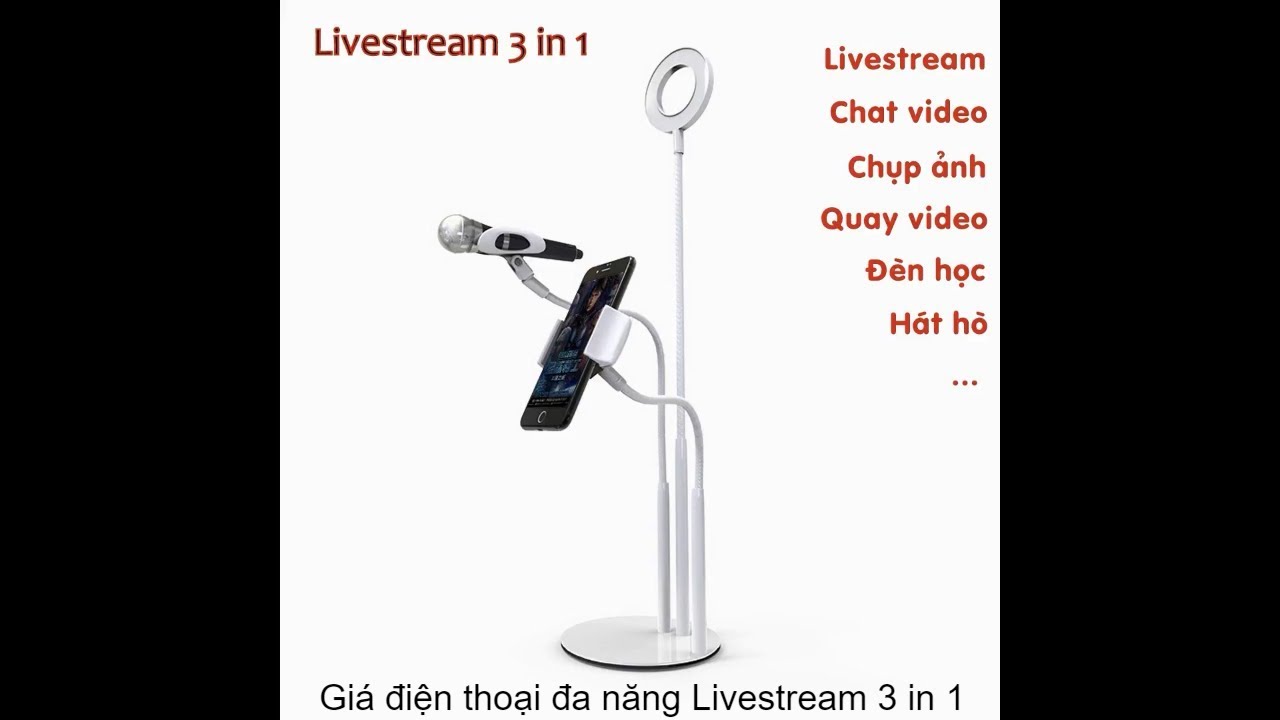 Livestream 3 in 1
Livestream
Chat video
Chụp ảnh
Quay video
Đèn học
Hát hò
...
Giá điện thoại đa năng Livestream 3 in 1